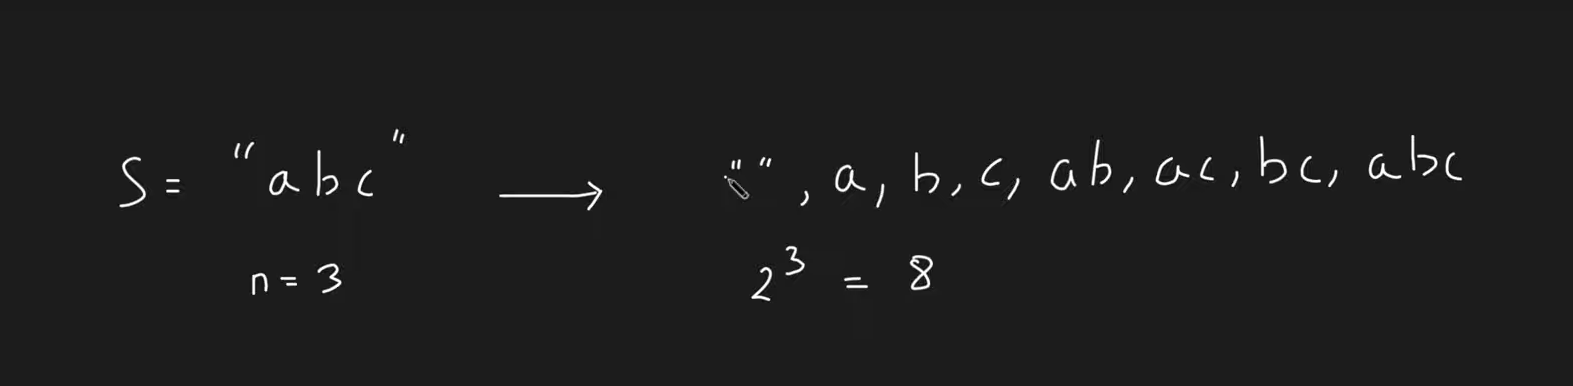 S = "abc" → "", a, b, c, ab, ac, bc, abc
n = 3 2³ = 8